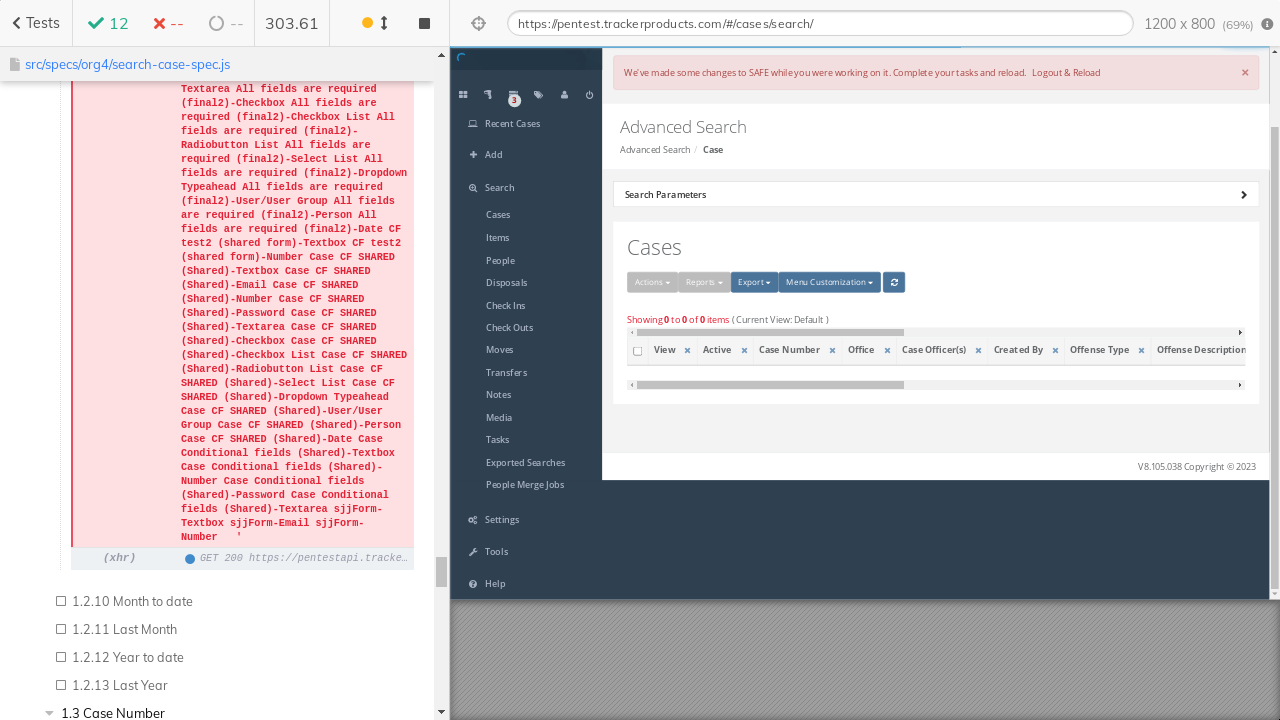 Tests
12
--
--
303.61
https://pentest.trackerproducts.com/#/cases/search/
1200 x 800 (69%)
src/specs/org4/search-case-spec.js
Textarea All fields are required
(final2)-Checkbox All fields are
required (final2)-Checkbox List All
fields are required (final2)-
Radiobutton List All fields are
required (final2)-Select List All
fields are required (final2)-Dropdown
Typeahead All fields are required
(final2)-User/User Group All fields
are required (final2)-Person All
fields are required (final2)-Date CF
test2 (shared form)-Textbox CF test2
(shared form)-Number Case CF SHARED
(Shared)-Textbox Case CF SHARED
(Shared)-Email Case CF SHARED
(Shared)-Number Case CF SHARED
(Shared)-Password Case CF SHARED
(Shared)-Textarea Case CF SHARED
(Shared)-Checkbox Case CF SHARED
(Shared)-Checkbox List Case CF SHARED
(Shared)-Radiobutton List Case CF
SHARED (Shared)-Select List Case CF
SHARED (Shared)-Dropdown Typeahead
Case CF SHARED (Shared)-User/User
Group Case CF SHARED (Shared)-Person
Case CF SHARED (Shared)-Date Case
Conditional fields (Shared)-Textbox
Case Conditional fields (Shared)-
Number Case Conditional fields
(Shared)-Password Case Conditional
fields (Shared)-Textarea sjjForm-
Textbox sjjForm-Email sjjForm-
Number '
(xhr) GET 200 https://pentestapi.tracke…
1.2.10 Month to date
1.2.11 Last Month
1.2.12 Year to date
1.2.13 Last Year
1.3 Case Number
3
Recent Cases
Add
Search
Cases
Items
People
Disposals
Check Ins
Check Outs
Moves
Transfers
Notes
Media
Tasks
Exported Searches
People Merge Jobs
Settings
Tools
Help
We've made some changes to SAFE while you were working on it. Complete your tasks and reload. Logout & Reload ×
Advanced Search
Advanced Search / Case
Search Parameters
Cases
Actions Reports Export Menu Customization
Showing 0 to 0 of 0 items ( Current View: Default )
View Active Case Number Office Case Officer(s) Created By Offense Type Offense Description
V8.105.038 Copyright © 2023